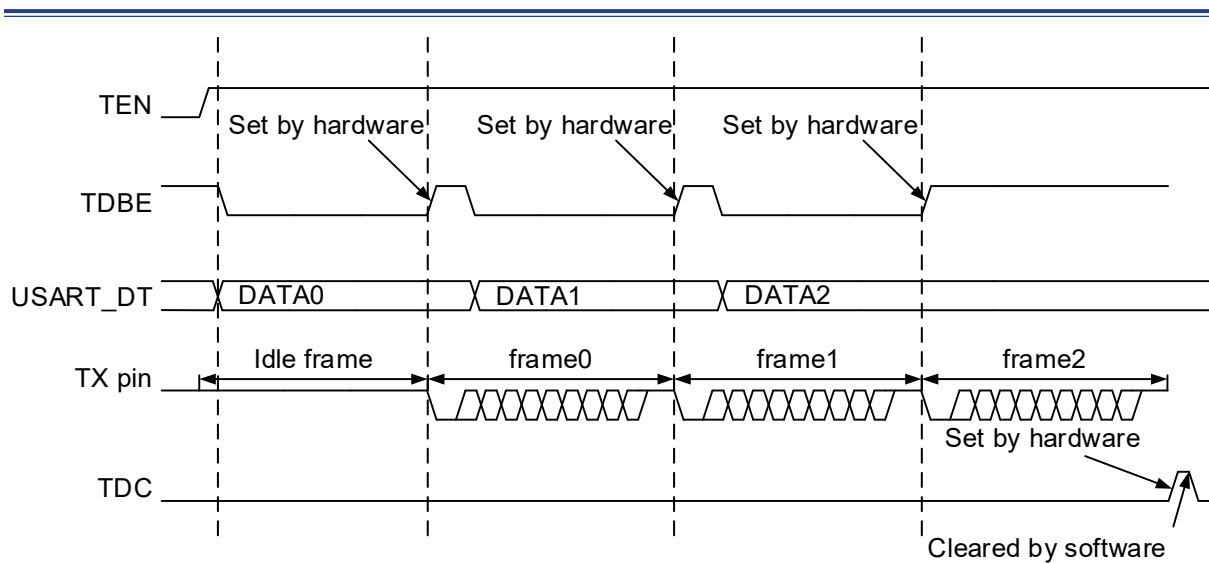 TEN
Set by hardware Set by hardware Set by hardware
TDBE
USART_DT DATA0 DATA1 DATA2
Idle frame frame0 frame1 frame2
TX pin
Set by hardware
TDC
Cleared by software